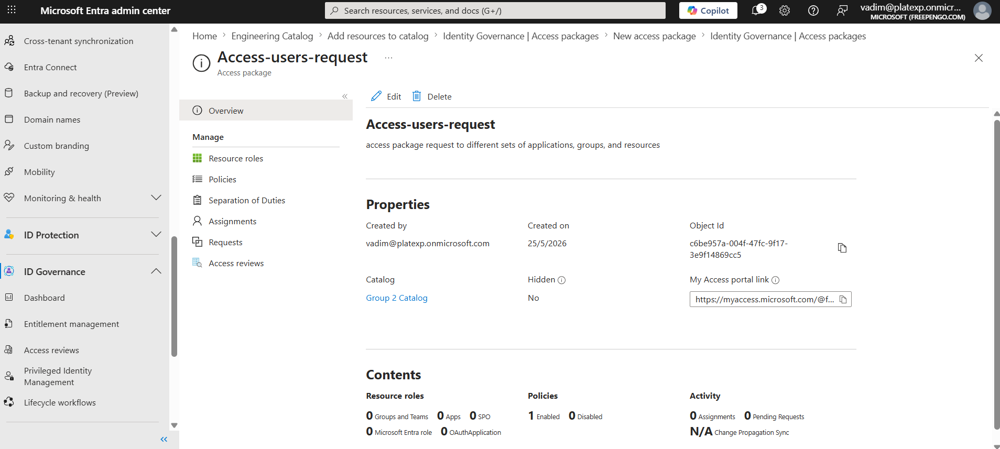 Microsoft Entra admin center
Search resources, services, and docs (G+/)
Copilot
3
vadim@platexp.onmicr...
MICROSOFT (FREEPENGO.COM)
Cross-tenant synchronization
Entra Connect
Backup and recovery (Preview)
Domain names
Custom branding
Mobility
Monitoring & health
ID Protection
ID Governance
Dashboard
Entitlement management
Access reviews
Privileged Identity
Management
Lifecycle workflows
Home > Engineering Catalog > Add resources to catalog > Identity Governance | Access packages > New access package > Identity Governance | Access packages
Access-users-request ...
Access package
Overview
Manage
Resource roles
Policies
Separation of Duties
Assignments
Requests
Access reviews
Edit Delete
Access-users-request
access package request to different sets of applications, groups, and resources
Properties
Created by
vadim@platexp.onmicrosoft.com
Created on
25/5/2026
Object Id
c6be957a-004f-47fc-9f17-
3e9f14869cc5
Catalog
Group 2 Catalog
Hidden
No
My Access portal link
https://myaccess.microsoft.com/@f...
Contents
Resource roles
0 Groups and Teams 0 Apps 0 SPO
0 Microsoft Entra role 0 OAuthApplication
Policies
1 Enabled 0 Disabled
Activity
0 Assignments 0 Pending Requests
N/A Change Propagation Sync